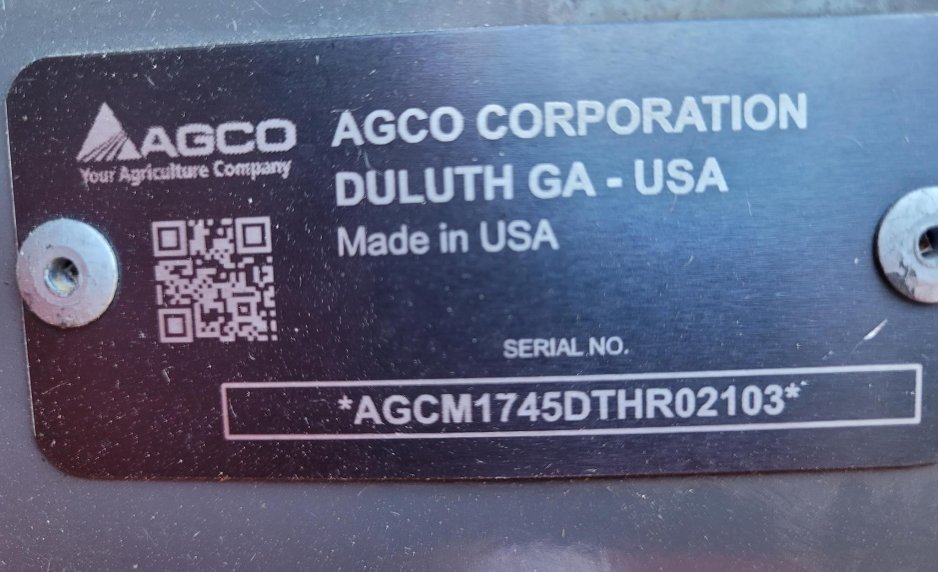 AGCO
Your Agriculture Company
AGCO CORPORATION
DULUTH GA - USA
Made in USA
SERIAL NO.
*AGCM1745DTHR02103*